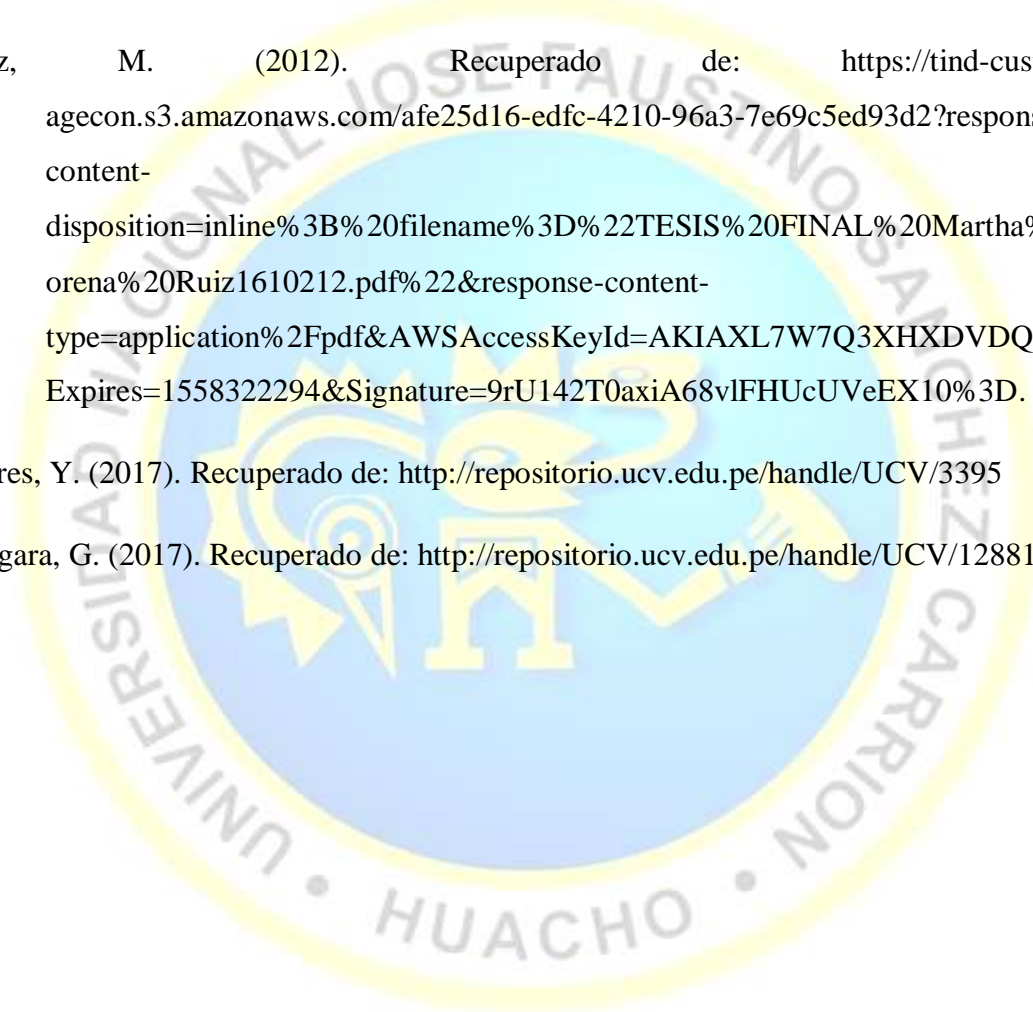 z, M. (2012). Recuperado de: https://tind-cus
agecon.s3.amazonaws.com/afe25d16-edfc-4210-96a3-7e69c5ed93d2?respons
content-
disposition=inline%3B%20filename%3D%22TESIS%20FINAL%20Martha%
orena%20Ruiz1610212.pdf%22&response-content-
type=application%2Fpdf&AWSAccessKeyId=AKIAXL7W7Q3XHXDVDQ
Expires=1558322294&Signature=9rU142T0axiA68vlFHUcUVeEX10%3D.
res, Y. (2017). Recuperado de: http://repositorio.ucv.edu.pe/handle/UCV/3395
gara, G. (2017). Recuperado de: http://repositorio.ucv.edu.pe/handle/UCV/12881
UNIVERSIDAD NACIONAL JOSE FAUSTINO SANCHEZ CARRION
• HUACHO •